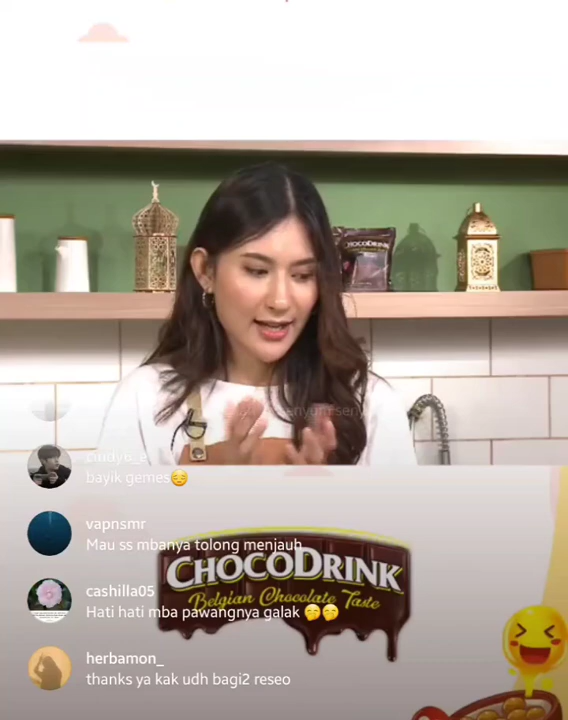 CHOCODRINK
cindy6_e
bayik gemes😔
vapnsmr
Mau ss mbanya tolong menjauh
CHOCODRINK
Belgian Chocolate Taste
cashilla05
Hati hati mba pawangnya galak 🤭🤭
herbamon_
thanks ya kak udh bagi2 reseo